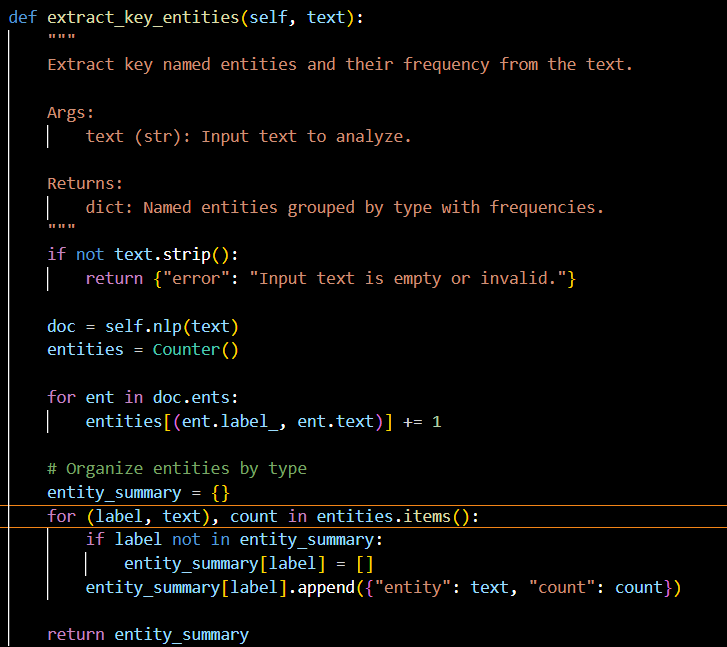 def extract_key_entities(self, text):
    """
    Extract key named entities and their frequency from the text.

    Args:
        text (str): Input text to analyze.

    Returns:
        dict: Named entities grouped by type with frequencies.
    """
    if not text.strip():
        return {"error": "Input text is empty or invalid."}

    doc = self.nlp(text)
    entities = Counter()

    for ent in doc.ents:
        entities[(ent.label_, ent.text)] += 1

    # Organize entities by type
    entity_summary = {}
    for (label, text), count in entities.items():
        if label not in entity_summary:
            entity_summary[label] = []
        entity_summary[label].append({"entity": text, "count": count})

    return entity_summary